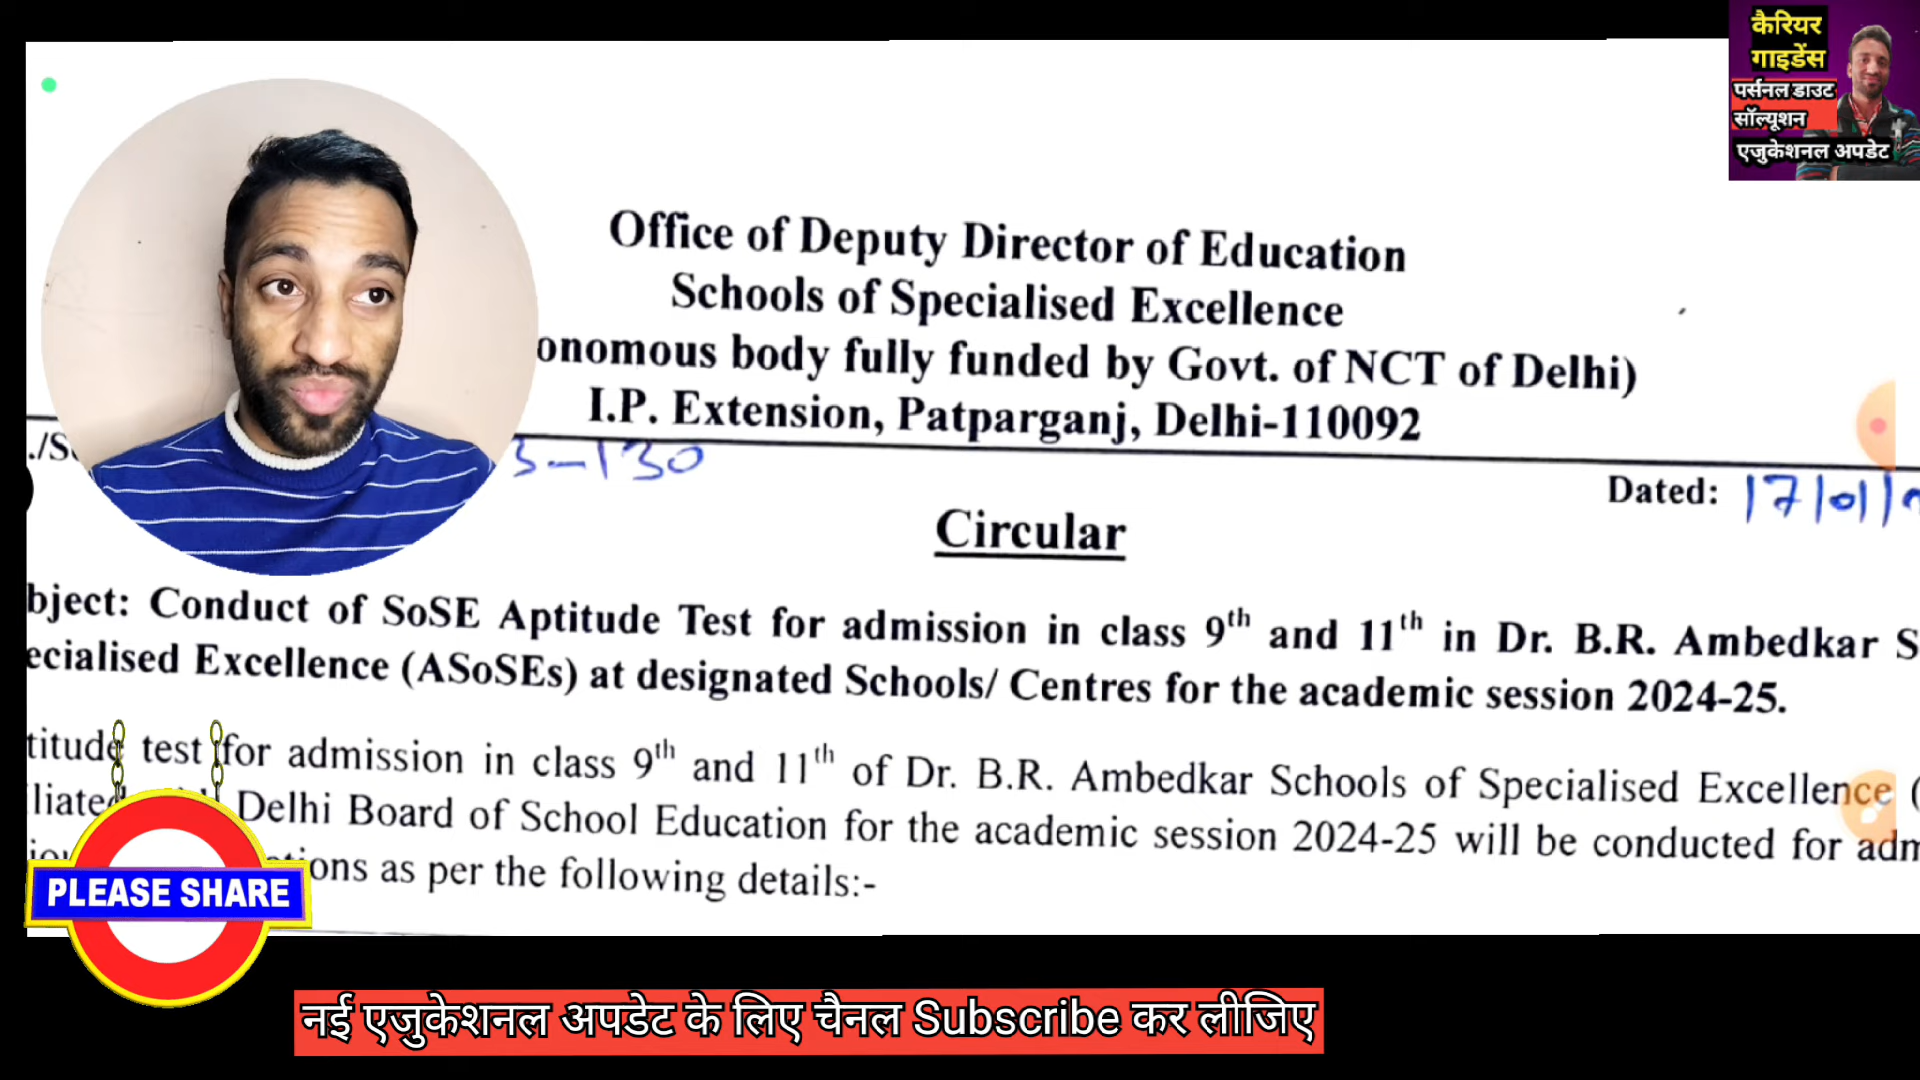 कैरियर
गाइडेंस
पर्सनल डाउट
सॉल्यूशन
एजुकेशनल अपडेट
Office of Deputy Director of Education
Schools of Specialised Excellence
onomous body fully funded by Govt. of NCT of Delhi)
I.P. Extension, Patparganj, Delhi-110092
3-130
Dated: 17/01/
Circular
bject: Conduct of SoSE Aptitude Test for admission in class 9th and 11th in Dr. B.R. Ambedkar S
ecialised Excellence (ASoSEs) at designated Schools/ Centres for the academic session 2024-25.
titude test for admission in class 9th and 11th of Dr. B.R. Ambedkar Schools of Specialised Excellence (
liated Delhi Board of School Education for the academic session 2024-25 will be conducted for adm
ons as per the following details:-
PLEASE SHARE
नई एजुकेशनल अपडेट के लिए चैनल Subscribe कर लीजिए